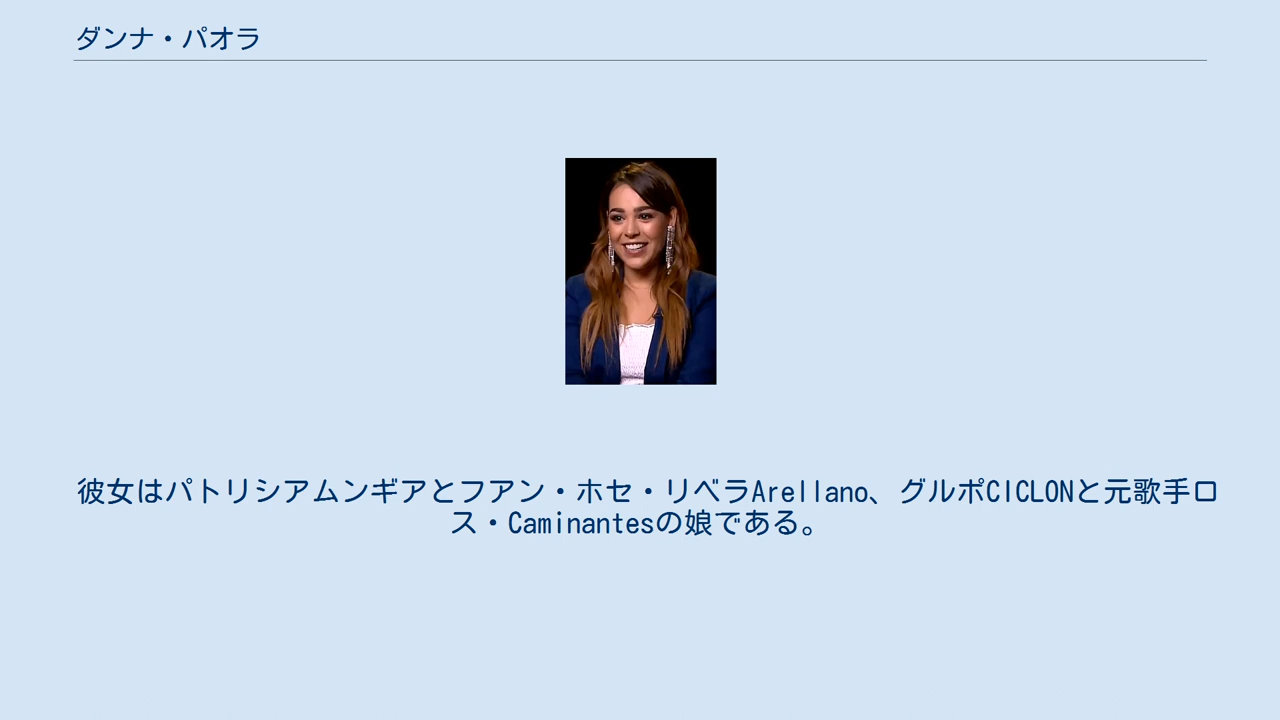 ダンナ・パオラ
彼女はパトリシアムンギアとフアン・ホセ・リベラArellano、グルポCICLONと元歌手ロ
ス・Caminantesの娘である。